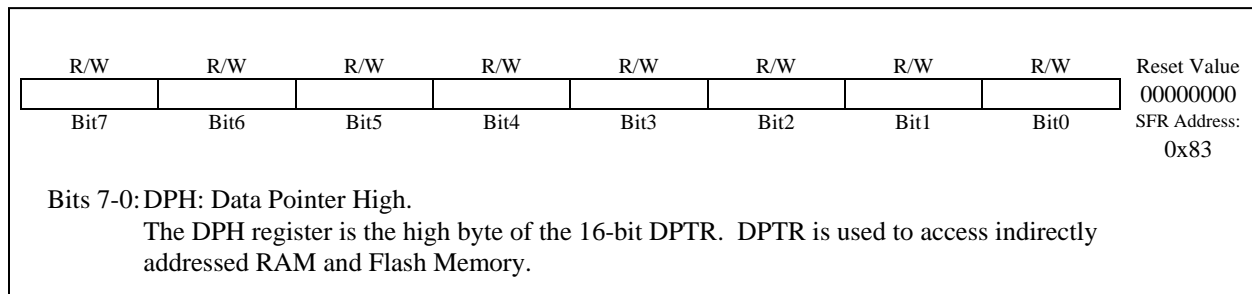 R/W R/W R/W R/W R/W R/W R/W R/W Reset Value
00000000
Bit7 Bit6 Bit5 Bit4 Bit3 Bit2 Bit1 Bit0 SFR Address:
0x83
Bits 7-0: DPH: Data Pointer High.
The DPH register is the high byte of the 16-bit DPTR. DPTR is used to access indirectly
addressed RAM and Flash Memory.